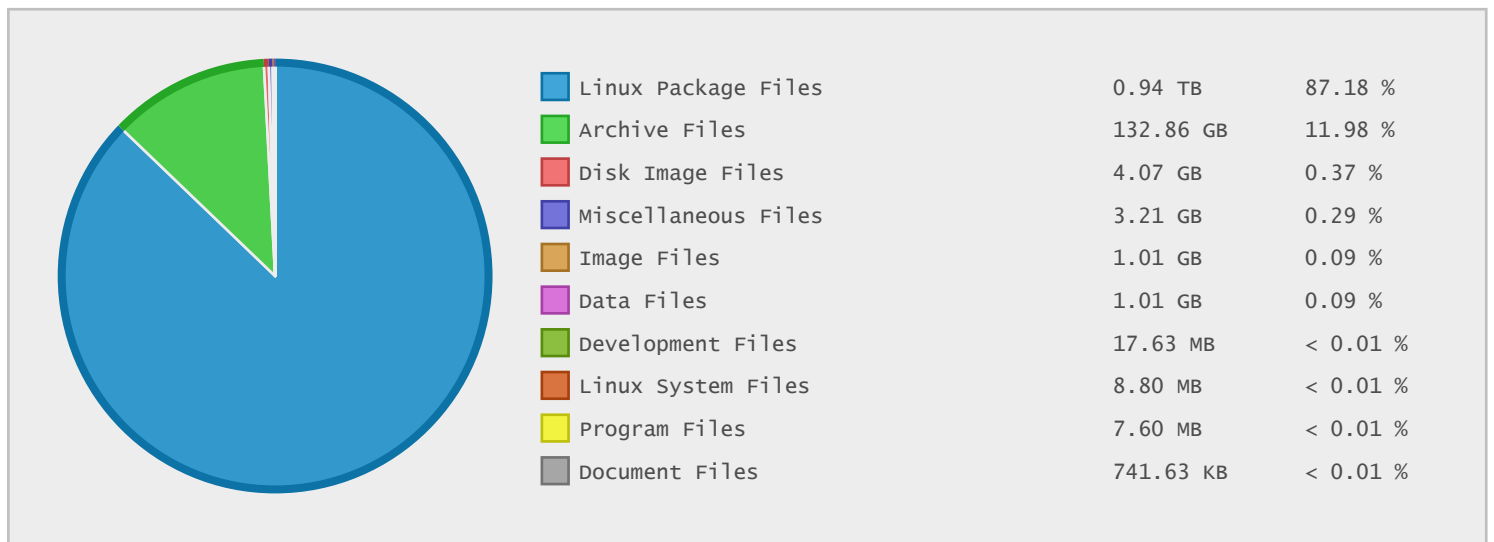 Linux Package Files 0.94 TB 87.18 %
Archive Files 132.86 GB 11.98 %
Disk Image Files 4.07 GB 0.37 %
Miscellaneous Files 3.21 GB 0.29 %
Image Files 1.01 GB 0.09 %
Data Files 1.01 GB 0.09 %
Development Files 17.63 MB < 0.01 %
Linux System Files 8.80 MB < 0.01 %
Program Files 7.60 MB < 0.01 %
Document Files 741.63 KB < 0.01 %